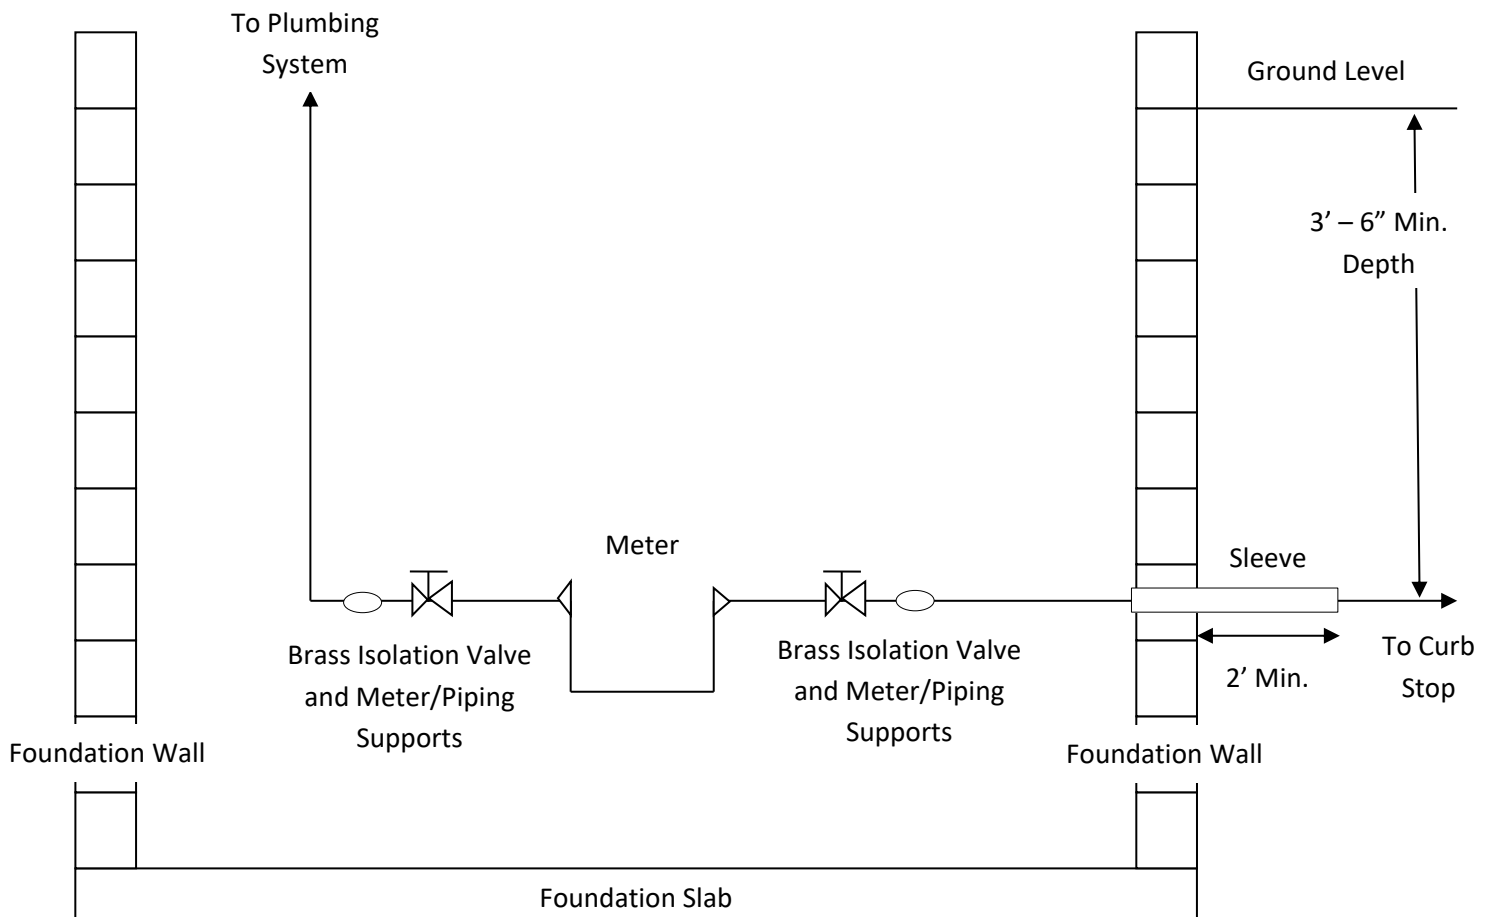 To Plumbing
System
Ground Level
3’ – 6” Min.
Depth
Meter
Sleeve
Brass Isolation Valve
and Meter/Piping
Supports
Brass Isolation Valve
and Meter/Piping
Supports
2’ Min.
To Curb
Stop
Foundation Wall
Foundation Wall
Foundation Slab